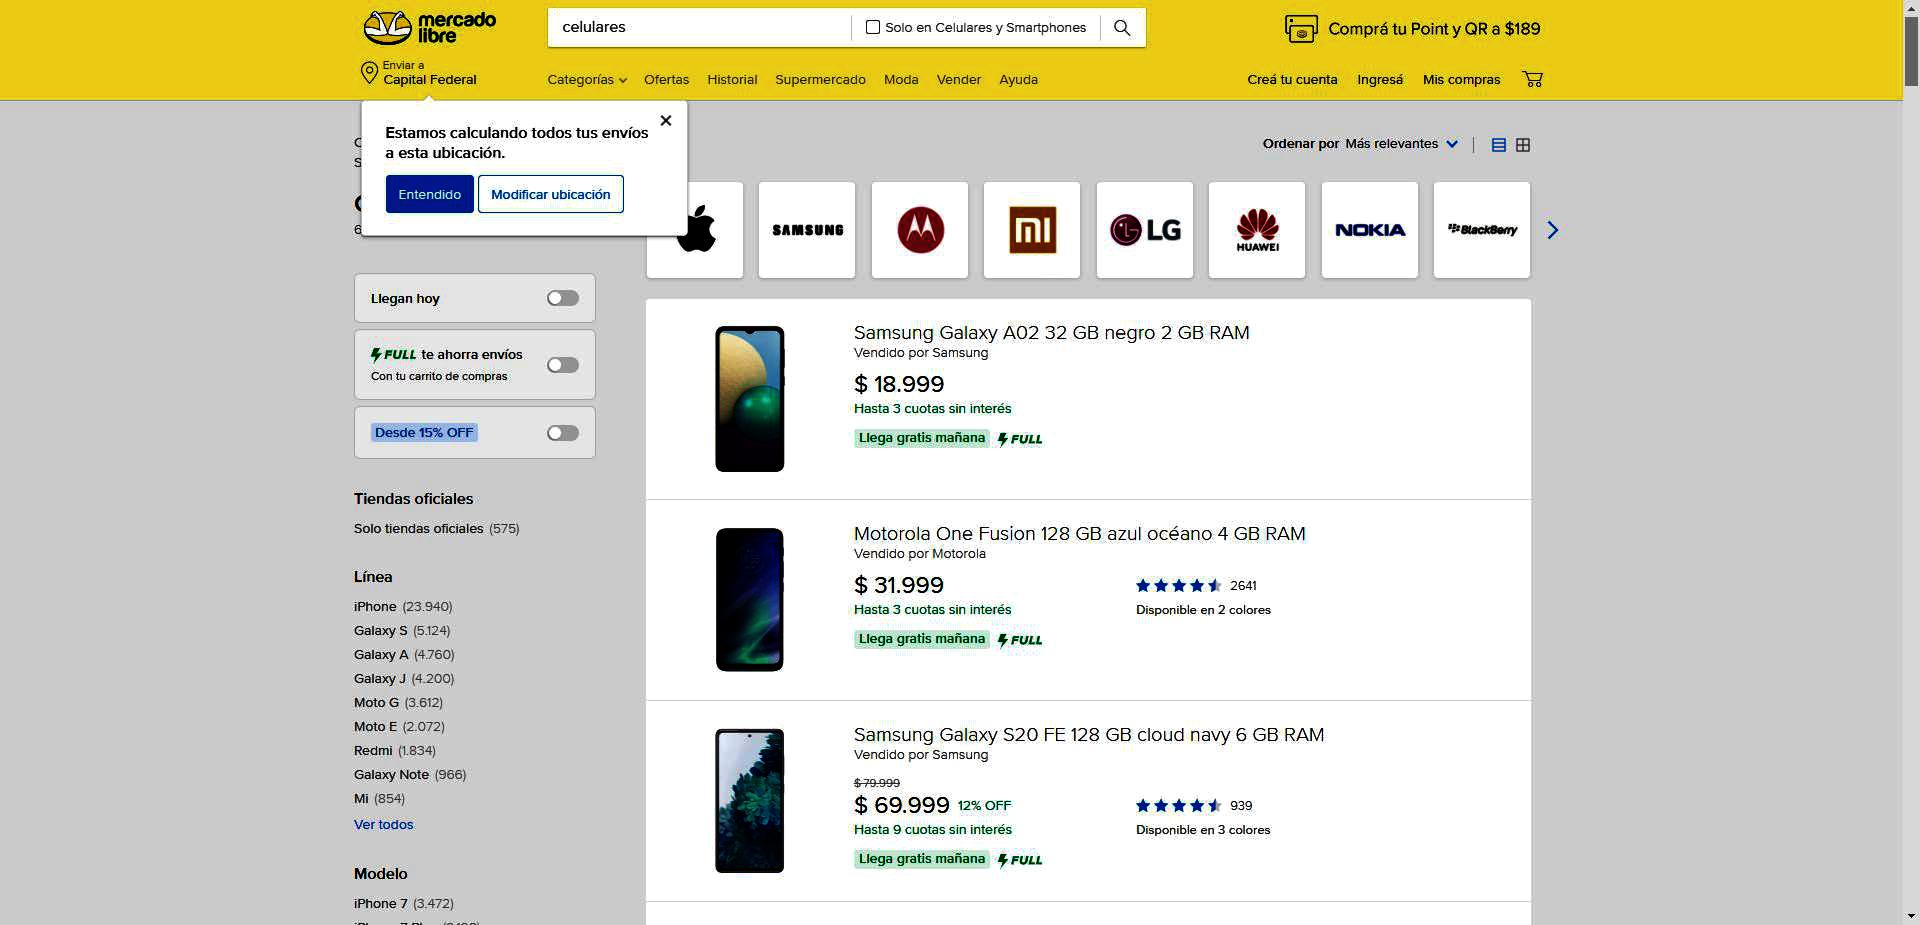 mercado
libre
celulares
Solo en Celulares y Smartphones
Comprá tu Point y QR a $189
Enviar a
Capital Federal
Categorías
Ofertas
Historial
Supermercado
Moda
Vender
Ayuda
Creá tu cuenta
Ingresá
Mis compras
Estamos calculando todos tus envíos
a esta ubicación.
Entendido
Modificar ubicación
Ordenar por Más relevantes
SAMSUNG
mi
LG
HUAWEI
NOKIA
BlackBerry
Llegan hoy
FULL te ahorra envíos
Con tu carrito de compras
Desde 15% OFF
Tiendas oficiales
Solo tiendas oficiales (575)
Línea
iPhone (23.940)
Galaxy S (5.124)
Galaxy A (4.760)
Galaxy J (4.200)
Moto G (3.612)
Moto E (2.072)
Redmi (1.834)
Galaxy Note (966)
Mi (854)
Ver todos
Modelo
iPhone 7 (3.472)
Samsung Galaxy A02 32 GB negro 2 GB RAM
Vendido por Samsung
$ 18.999
Hasta 3 cuotas sin interés
Llega gratis mañana FULL
Motorola One Fusion 128 GB azul océano 4 GB RAM
Vendido por Motorola
$ 31.999
2641
Hasta 3 cuotas sin interés
Disponible en 2 colores
Llega gratis mañana FULL
Samsung Galaxy S20 FE 128 GB cloud navy 6 GB RAM
Vendido por Samsung
$ 79.999
$ 69.999 12% OFF
939
Hasta 9 cuotas sin interés
Disponible en 3 colores
Llega gratis mañana FULL